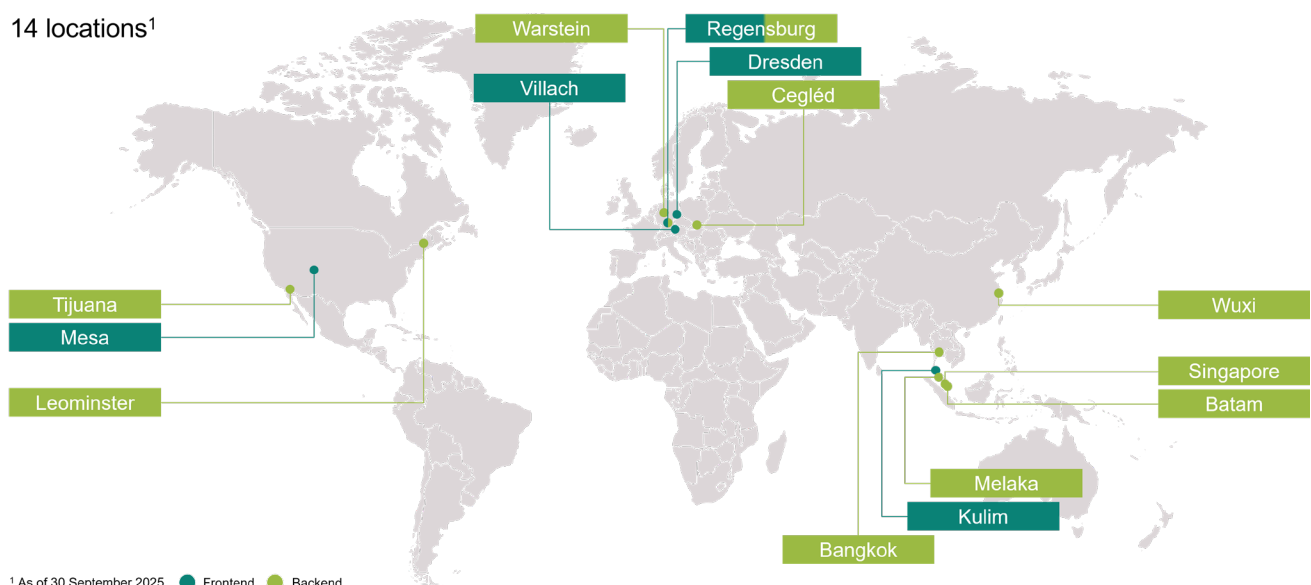 14 locations¹
Warstein
Regensburg
Dresden
Villach
Cegléd
Tijuana
Mesa
Leominster
Wuxi
Singapore
Batam
Melaka
Kulim
Bangkok
¹ As of 30 September 2025 Frontend Backend